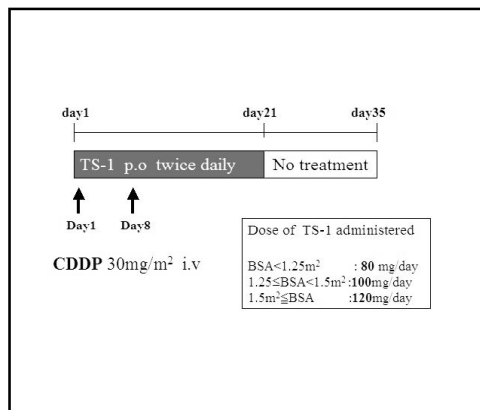 day1 day21 day35
TS-1 p.o twice daily No treatment
Day1 Day8
CDDP 30mg/m² i.v
Dose of TS-1 administered
BSA<1.25m² : 80 mg/day
1.25≦BSA<1.5m² :100mg/day
1.5m²≦BSA :120mg/day